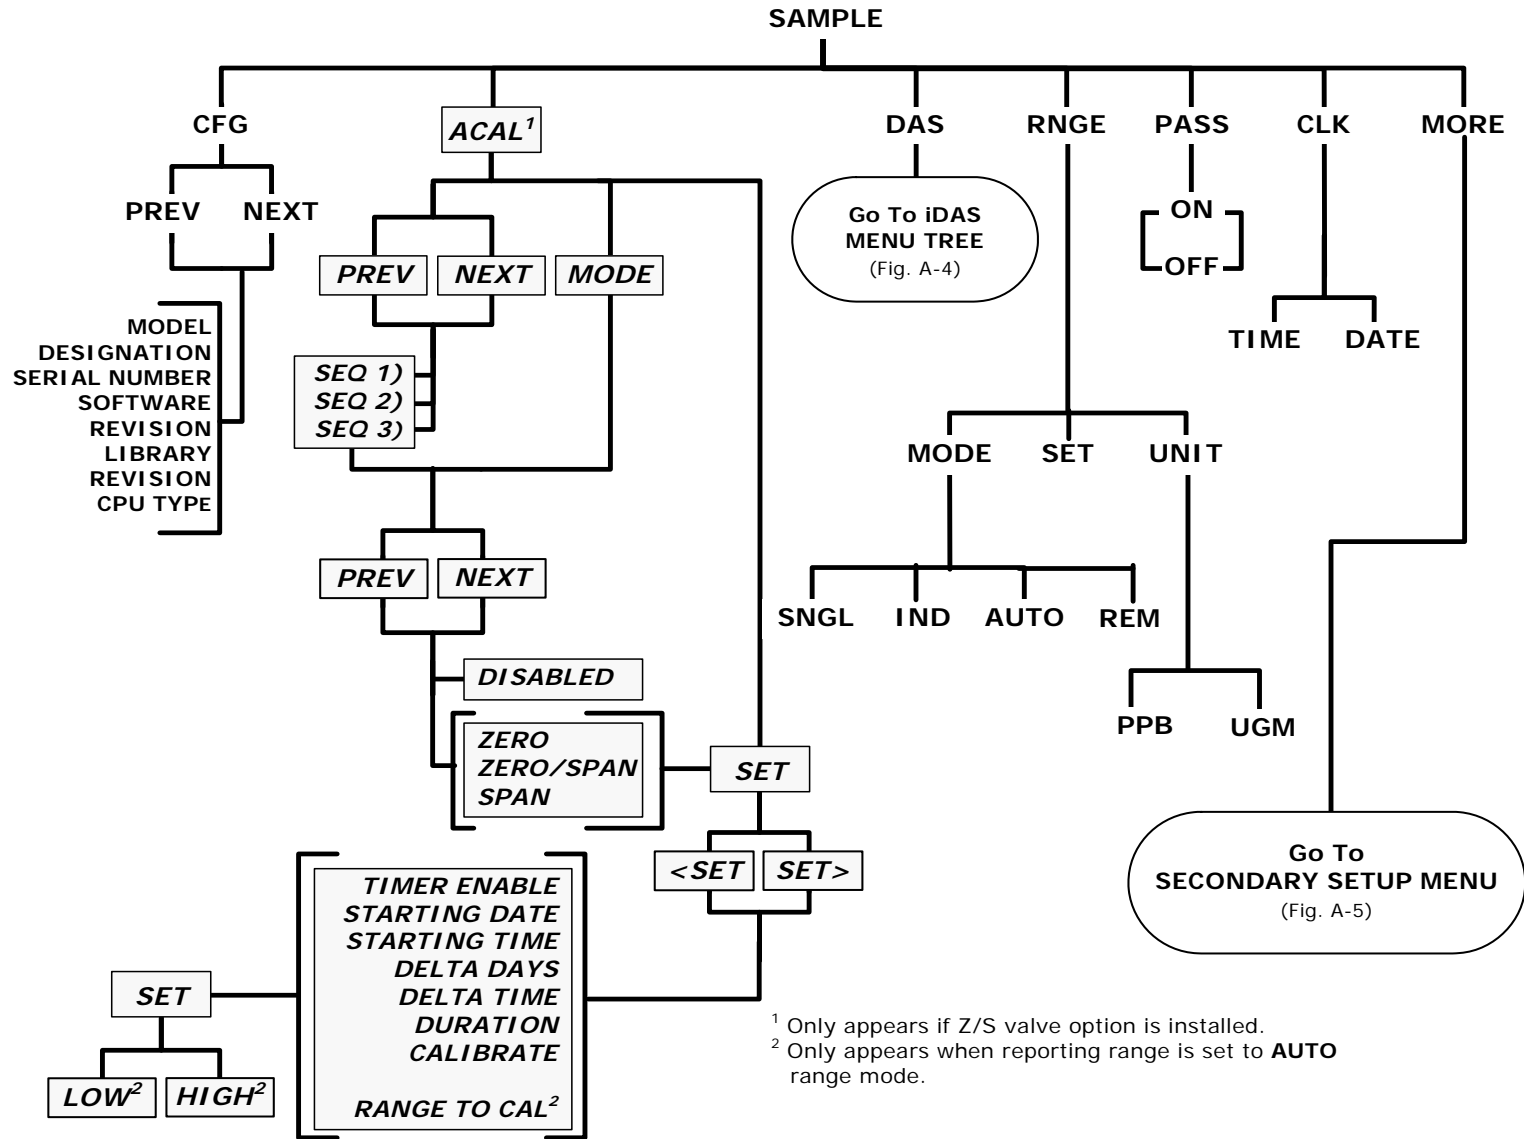 SAMPLE
CFG
ACAL1
DAS
RNGE
PASS
CLK
MORE
PREV
NEXT
MODEL
DESIGNATION
SERIAL NUMBER
SOFTWARE
REVISION
LIBRARY
REVISION
CPU TYPE
PREV
NEXT
MODE
SEQ 1)
SEQ 2)
SEQ 3)
PREV
NEXT
DISABLED
ZERO
ZERO/SPAN
SPAN
SET
<SET
SET>
TIMER ENABLE
STARTING DATE
STARTING TIME
DELTA DAYS
DELTA TIME
DURATION
CALIBRATE
RANGE TO CAL2
SET
LOW2
HIGH2
Go To iDAS
MENU TREE
(Fig. A-4)
MODE
SET
UNIT
SNGL
IND
AUTO
REM
PPB
UGM
ON
OFF
TIME
DATE
Go To
SECONDARY SETUP MENU
(Fig. A-5)
1 Only appears if Z/S valve option is installed.
2 Only appears when reporting range is set to AUTO
range mode.